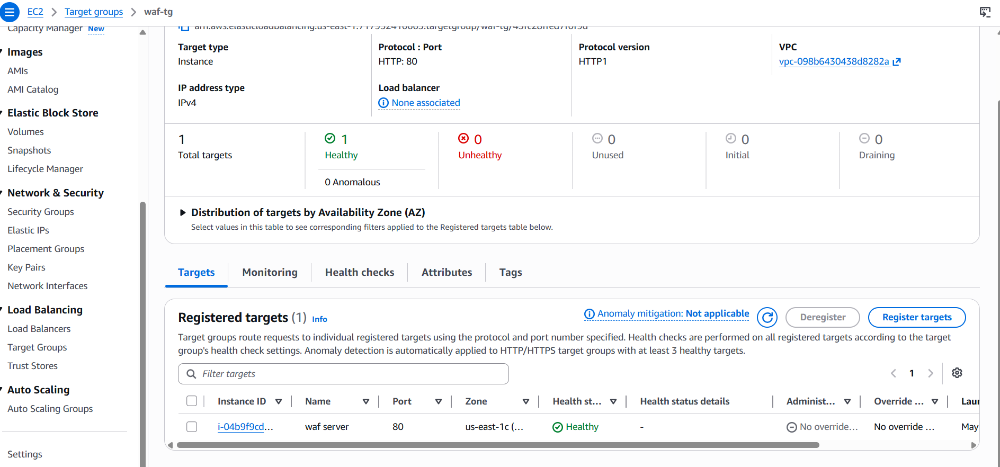 EC2 > Target groups > waf-tg
Capacity Manager New
Images
AMIs
AMI Catalog
Elastic Block Store
Volumes
Snapshots
Lifecycle Manager
Network & Security
Security Groups
Elastic IPs
Placement Groups
Key Pairs
Network Interfaces
Load Balancing
Load Balancers
Target Groups
Trust Stores
Auto Scaling
Auto Scaling Groups
Settings
Target type
Instance
Protocol : Port
HTTP: 80
Protocol version
HTTP1
VPC
vpc-098b6430438d8282a
IP address type
IPv4
Load balancer
None associated
1
Total targets
1
Healthy
0 Anomalous
0
Unhealthy
0
Unused
0
Initial
0
Draining
Distribution of targets by Availability Zone (AZ)
Select values in this table to see corresponding filters applied to the Registered targets table below.
Targets Monitoring Health checks Attributes Tags
Registered targets (1) Info
Anomaly mitigation: Not applicable
Deregister
Register targets
Target groups route requests to individual registered targets using the protocol and port number specified. Health checks are performed on all registered targets according to the target
group's health check settings. Anomaly detection is automatically applied to HTTP/HTTPS target groups with at least 3 healthy targets.
Filter targets
1
Instance ID Name Port Zone Health st... Health status details Administ... Override ... Laun
i-04b9f9cd... waf server 80 us-east-1c (... Healthy - No override... No override ... May